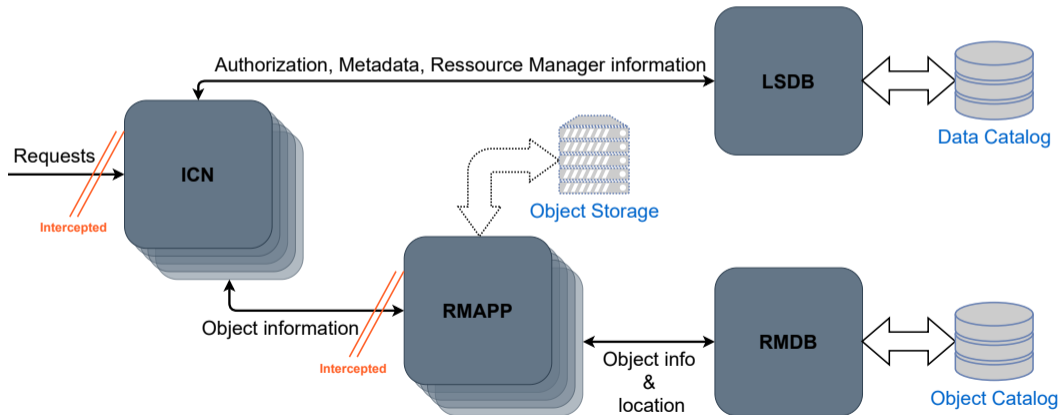 Authorization, Metadata, Ressource Manager information
LSDB
Data Catalog
Requests
ICN
Intercepted
Object Storage
Object information
RMAPP
Intercepted
Object info
&
location
RMDB
Object Catalog